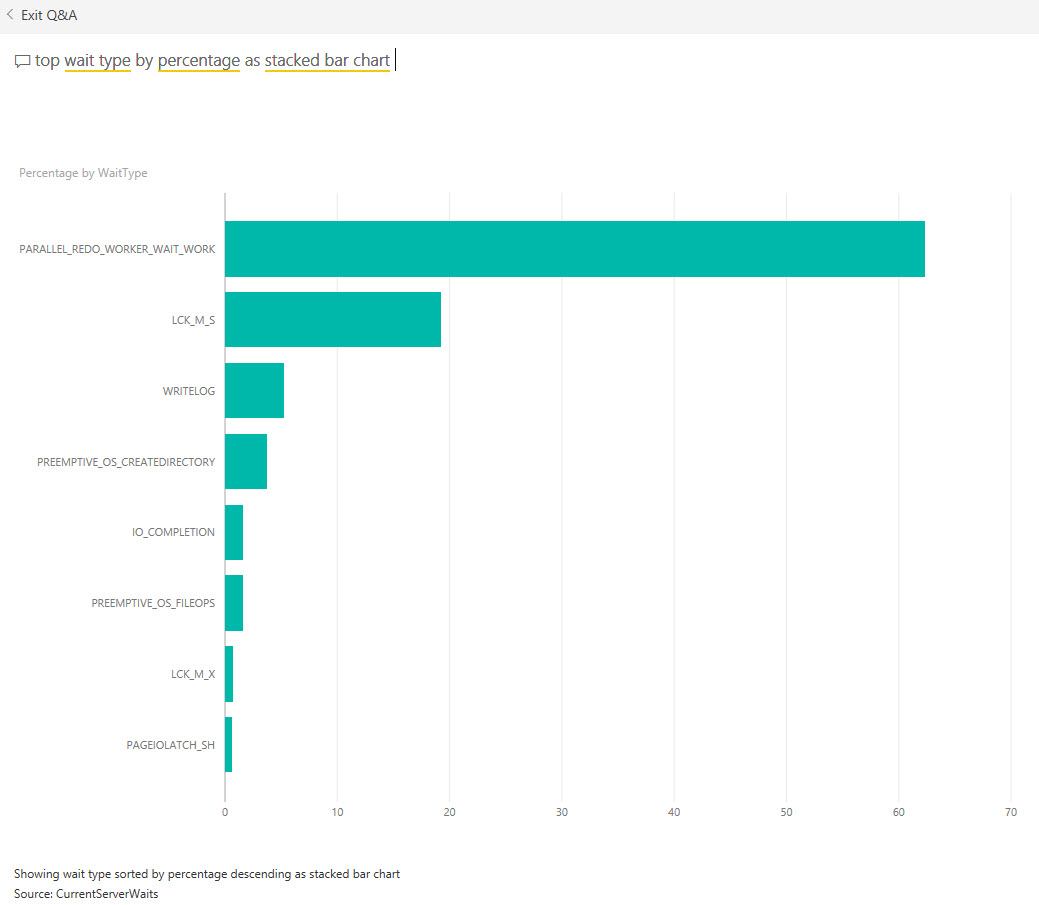 Exit Q&A
top wait type by percentage as stacked bar chart
Percentage by WaitType
PARALLEL_REDO_WORKER_WAIT_WORK
LCK_M_S
WRITELOG
PREEMPTIVE_OS_CREATEDIRECTORY
IO_COMPLETION
PREEMPTIVE_OS_FILEOPS
LCK_M_X
PAGEIOLATCH_SH
0 10 20 30 40 50 60 70
Showing wait type sorted by percentage descending as stacked bar chart
Source: CurrentServerWaits